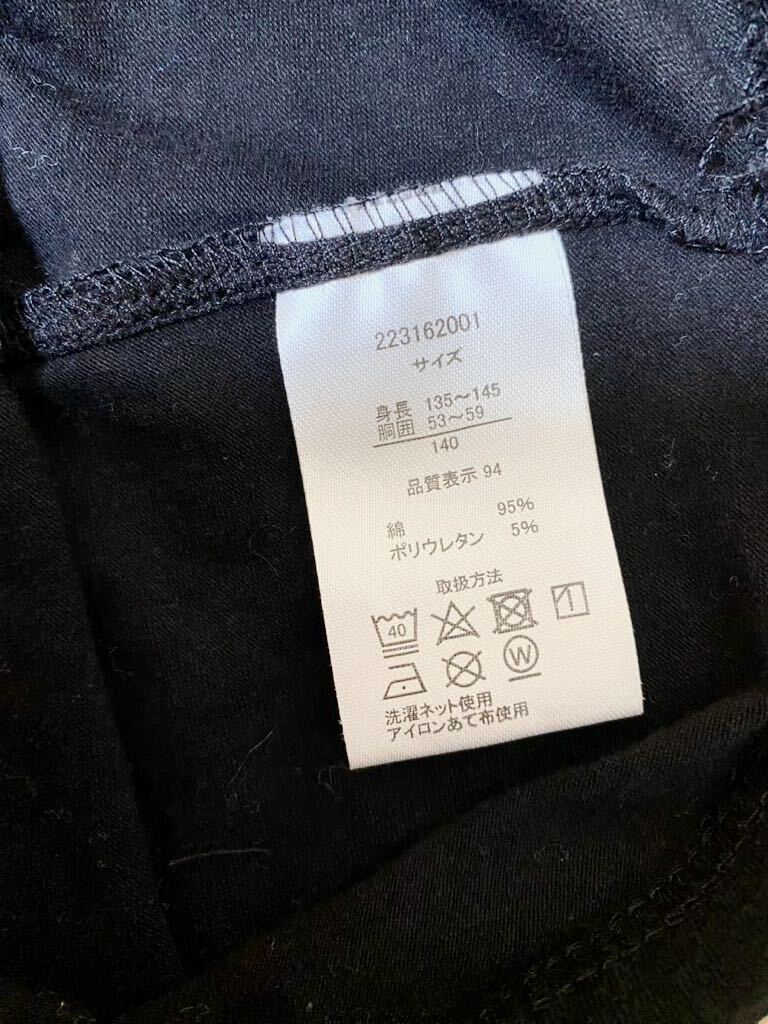 223162001
サイズ
身長 135～145
胴囲 53～59
140
品質表示 94
綿 95%
ポリウレタン 5%
取扱方法
40
W
洗濯ネット使用
アイロンあて布使用